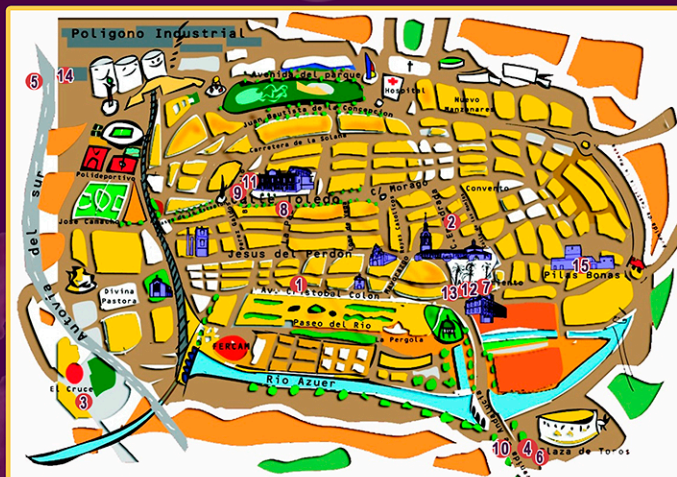 Poligono Industrial
5
14
Avenida del parque
Hospital
Nuevo
Manzanares
Juan Bautista de la Concepcion
Carretera de la Solana
Polideportivo
Autovia del sur
11
9
C/ Morago
Convento
Toledo
8
2
Jesus del Perdón
15
Pilas Bonas
Divina
Pastora
1
13
12
7
Av. Cristobal Colón
Paseo del Rio
La Pergola
FERCAM
Rio Azuer
El Cruce
3
Andalucia
10
4
6
Plaza de Toros